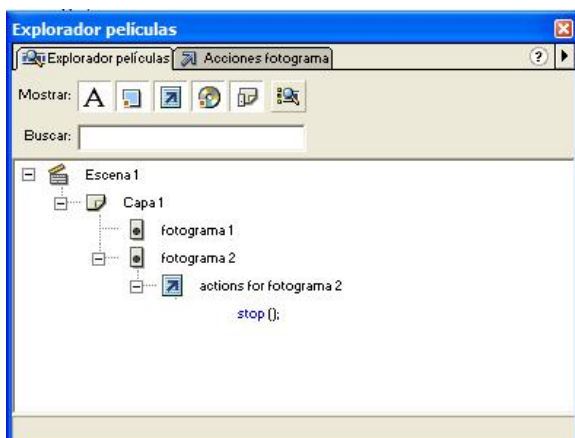 Explorador películas
Explorador películas Acciones fotograma ?
Mostrar: A
Buscar:
Escena 1
Capa 1
fotograma 1
fotograma 2
actions for fotograma 2
stop ();